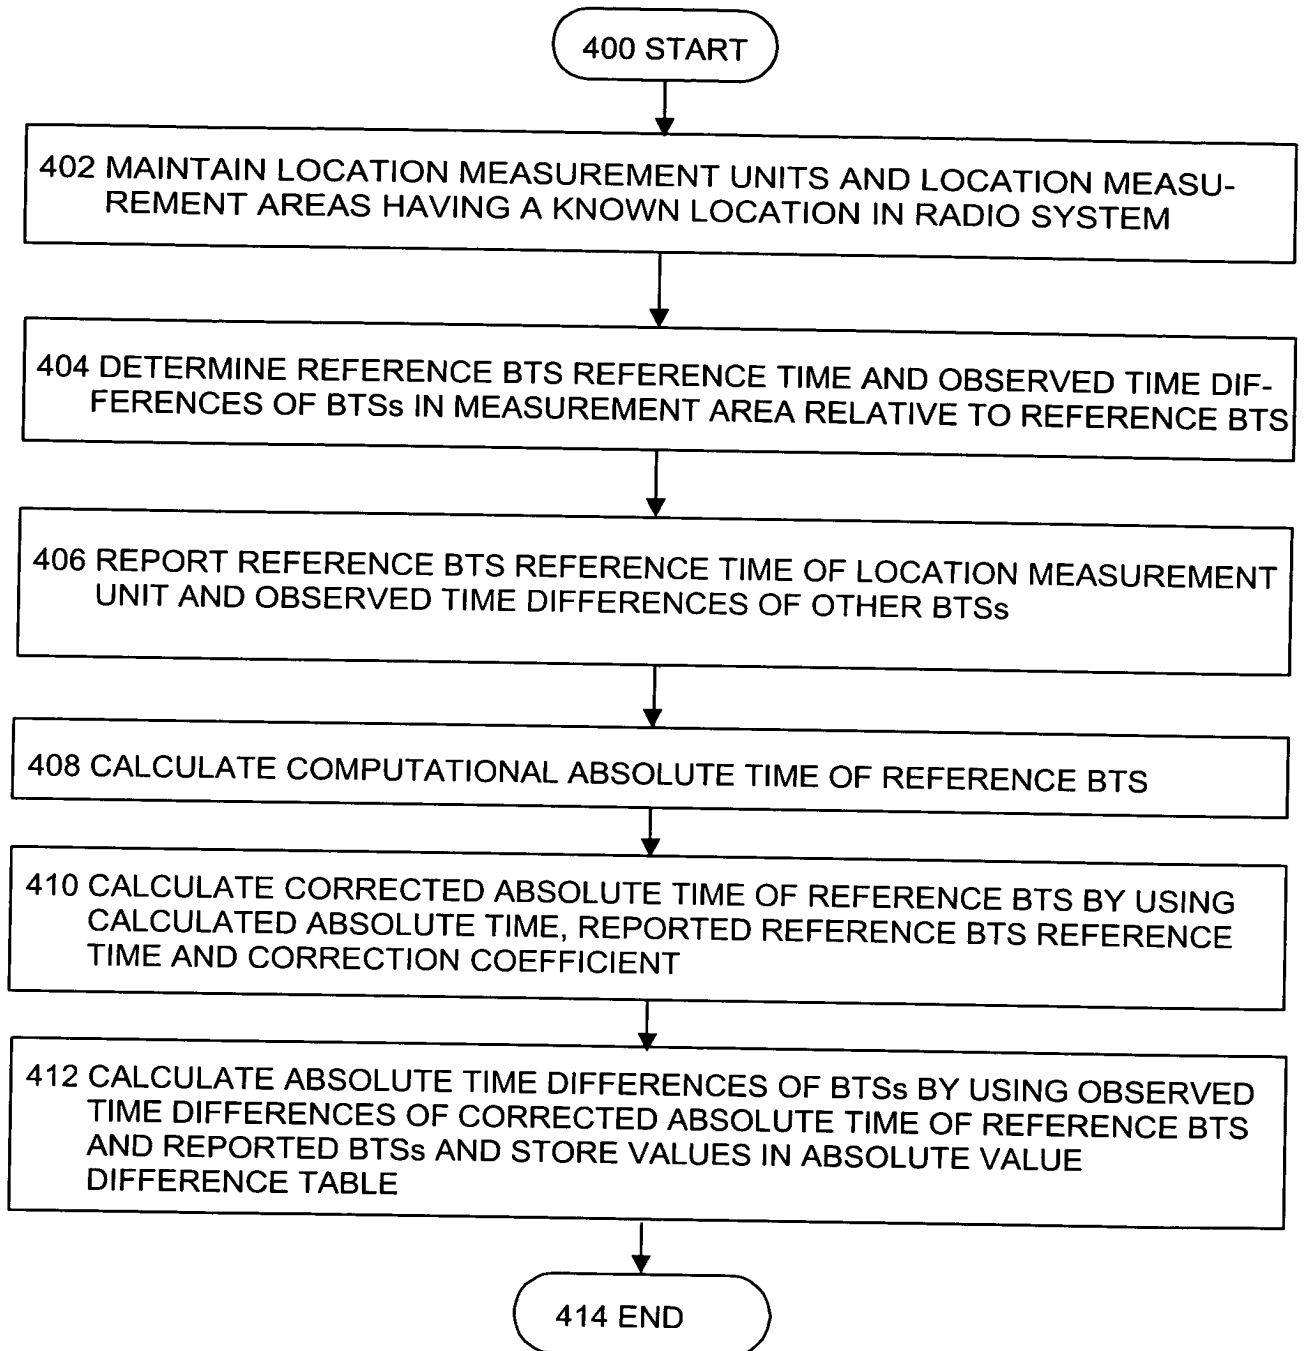 400 START
402 MAINTAIN LOCATION MEASUREMENT UNITS AND LOCATION MEASU-
REMENT AREAS HAVING A KNOWN LOCATION IN RADIO SYSTEM
404 DETERMINE REFERENCE BTS REFERENCE TIME AND OBSERVED TIME DIF-
FERENCES OF BTSs IN MEASUREMENT AREA RELATIVE TO REFERENCE BTS
406 REPORT REFERENCE BTS REFERENCE TIME OF LOCATION MEASUREMENT
UNIT AND OBSERVED TIME DIFFERENCES OF OTHER BTSs
408 CALCULATE COMPUTATIONAL ABSOLUTE TIME OF REFERENCE BTS
410 CALCULATE CORRECTED ABSOLUTE TIME OF REFERENCE BTS BY USING
CALCULATED ABSOLUTE TIME, REPORTED REFERENCE BTS REFERENCE
TIME AND CORRECTION COEFFICIENT
412 CALCULATE ABSOLUTE TIME DIFFERENCES OF BTSs BY USING OBSERVED
TIME DIFFERENCES OF CORRECTED ABSOLUTE TIME OF REFERENCE BTS
AND REPORTED BTSs AND STORE VALUES IN ABSOLUTE VALUE
DIFFERENCE TABLE
414 END